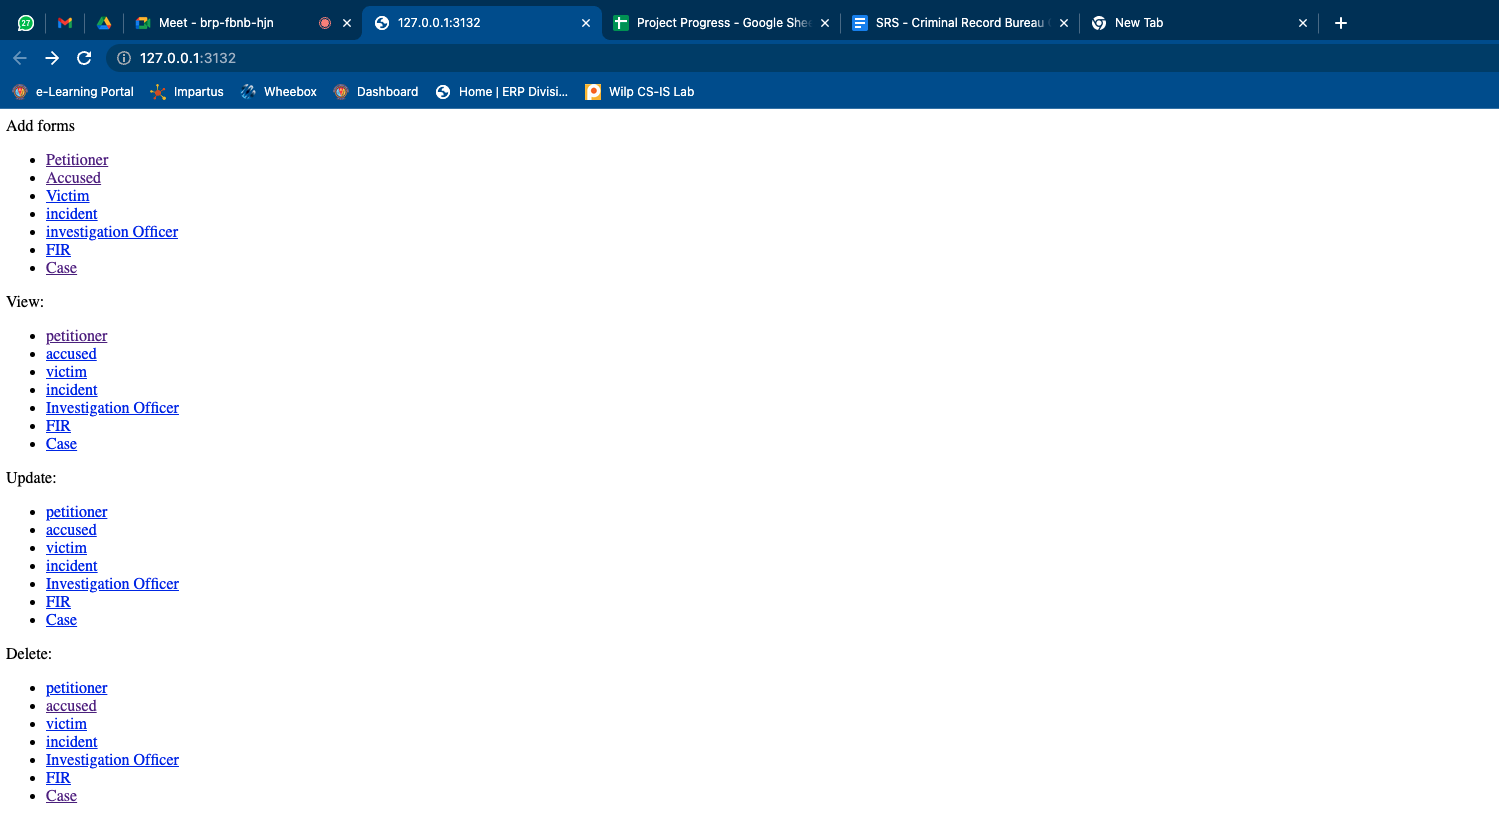 27 Meet - brp-fbnb-hjn 127.0.0.1:3132 Project Progress - Google She SRS - Criminal Record Bureau New Tab
127.0.0.1:3132
e-Learning Portal Impartus Wheebox Dashboard Home | ERP Divisi... Wilp CS-IS Lab
Add forms
Petitioner
Accused
Victim
incident
investigation Officer
FIR
Case
View:
petitioner
accused
victim
incident
Investigation Officer
FIR
Case
Update:
petitioner
accused
victim
incident
Investigation Officer
FIR
Case
Delete:
petitioner
accused
victim
incident
Investigation Officer
FIR
Case